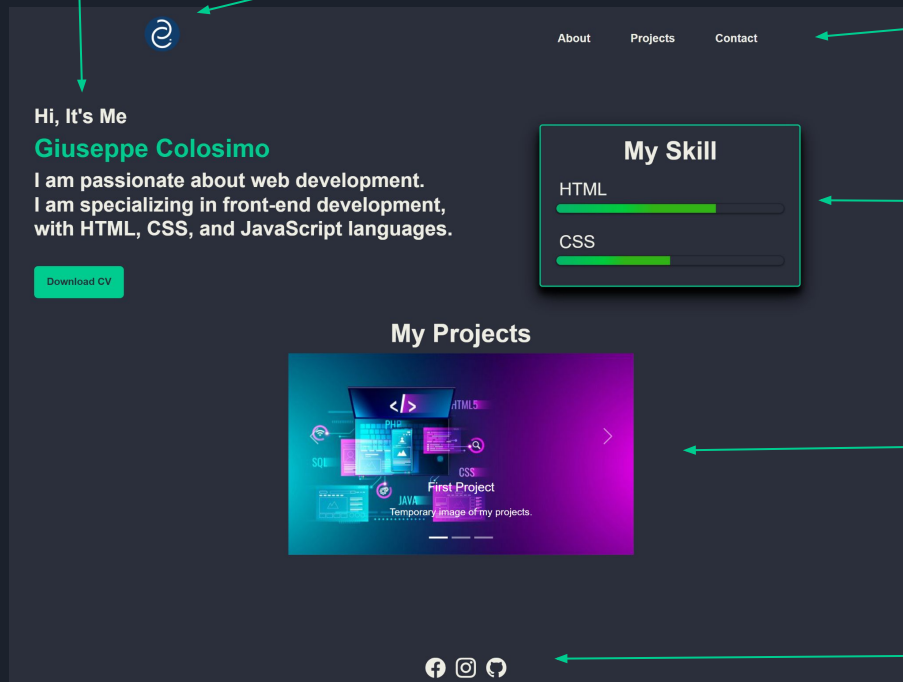 About Projects Contact
Hi, It's Me
Giuseppe Colosimo
I am passionate about web development.
I am specializing in front-end development,
with HTML, CSS, and JavaScript languages.
Download CV
My Skill
HTML
CSS
My Projects
</>
HTML5
PHP
SQL
CSS
JAVA
First Project
Temporary image of my projects.